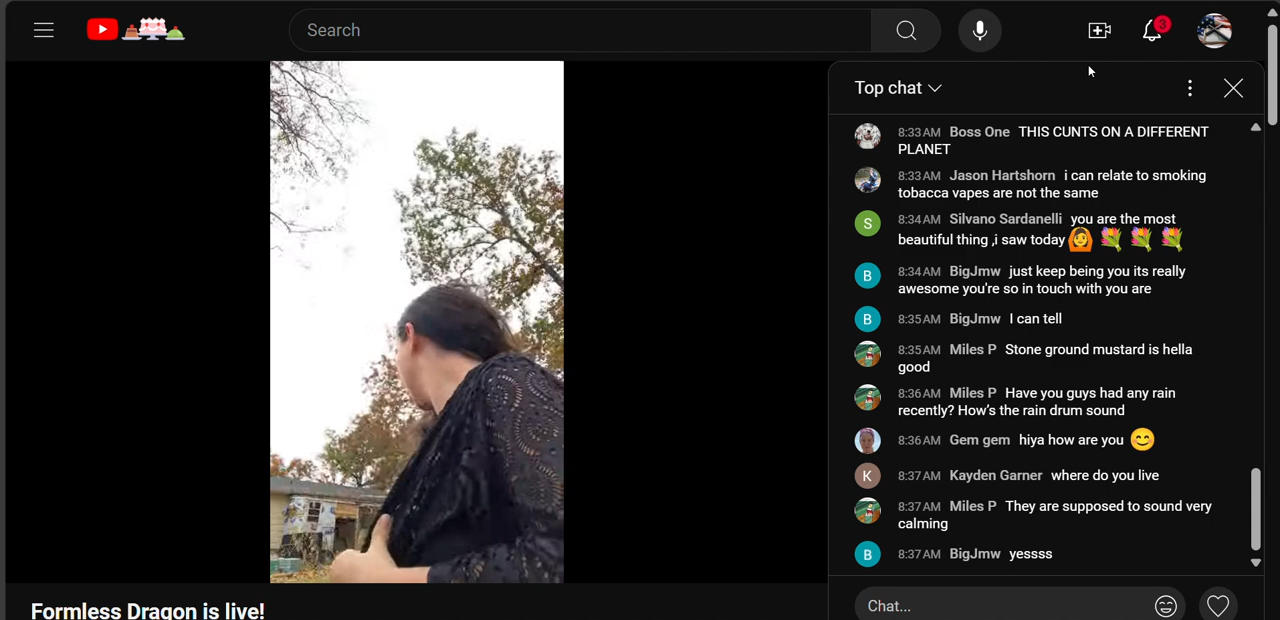 Search
3
Top chat
8:33 AM Boss One THIS CUNTS ON A DIFFERENT
PLANET
8:33 AM Jason Hartshorn i can relate to smoking
tobacca vapes are not the same
S
8:34 AM Silvano Sardanelli you are the most
beautiful thing ,i saw today🙆💐💐💐
B
8:34 AM BigJmw just keep being you its really
awesome you're so in touch with you are
B
8:35 AM BigJmw I can tell
8:35 AM Miles P Stone ground mustard is hella
good
8:36 AM Miles P Have you guys had any rain
recently? How's the rain drum sound
8:36 AM Gem gem hiya how are you 😊
K
8:37 AM Kayden Garner where do you live
8:37 AM Miles P They are supposed to sound very
calming
B
8:37 AM BigJmw yessss
Chat...
Formless Dragon is live!